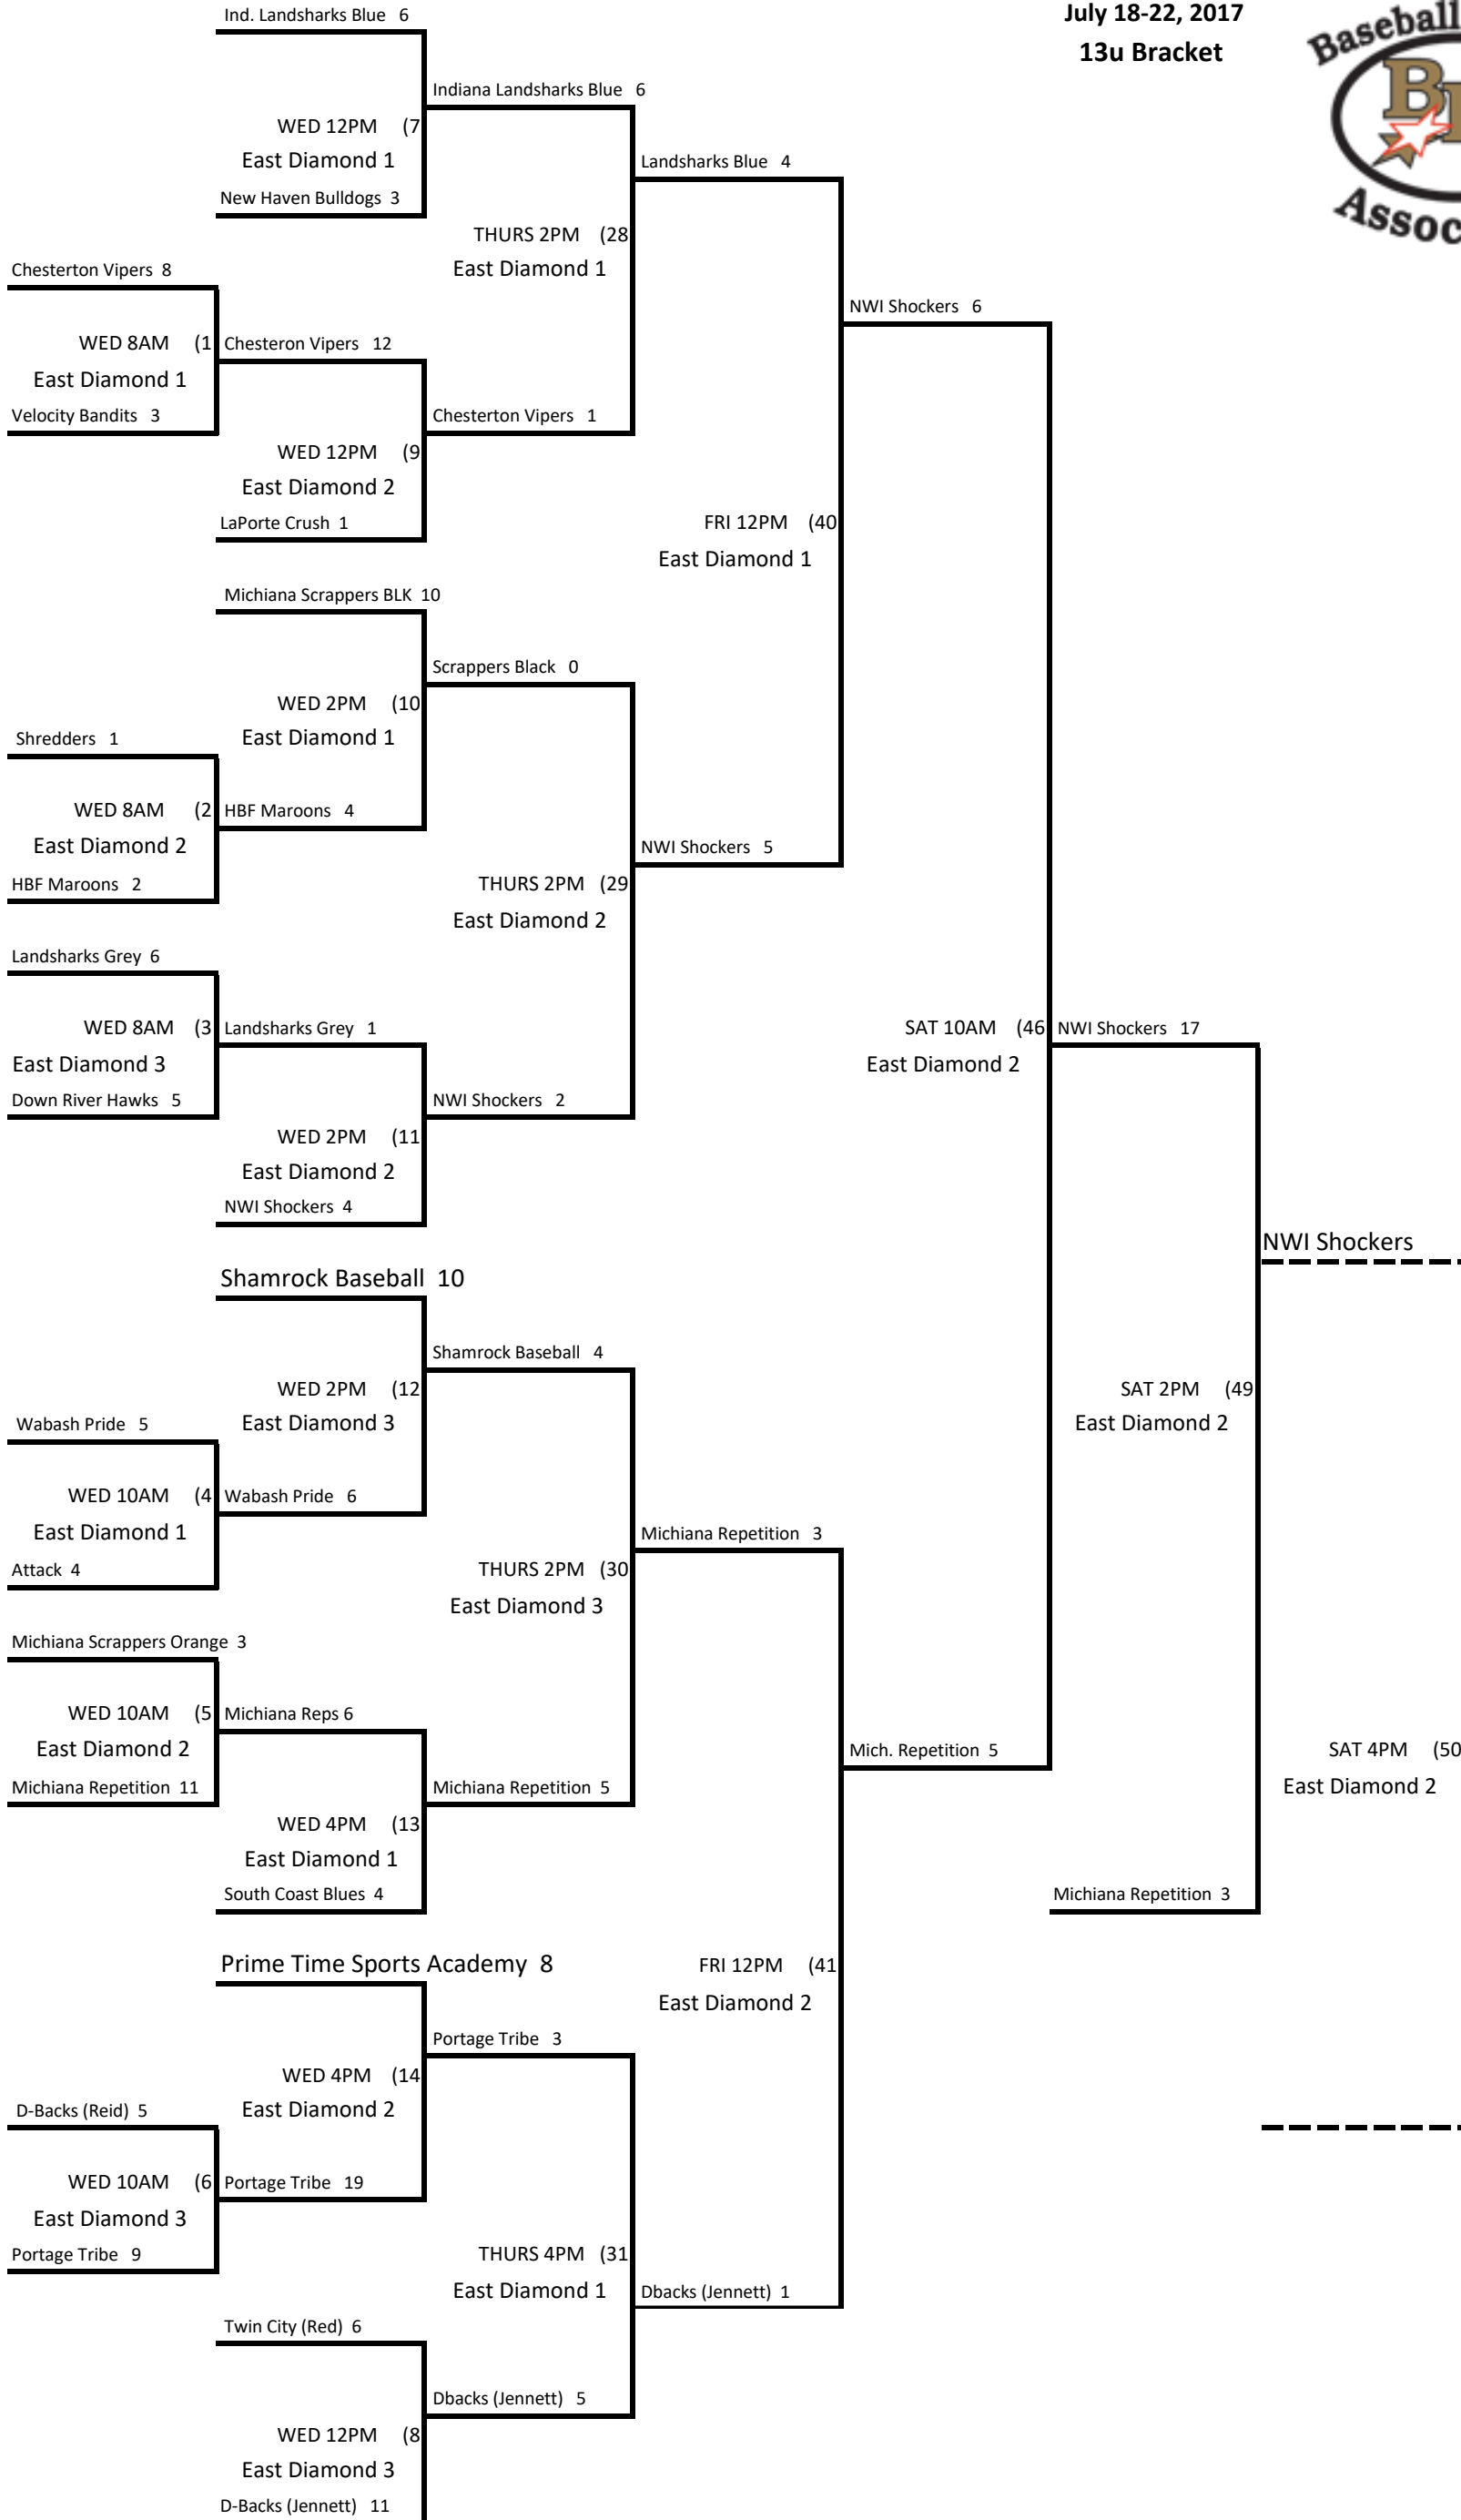 July 18-22, 2017
13u Bracket
Baseball
Assoc
Ind. Landsharks Blue 6
Indiana Landsharks Blue 6
WED 12PM (7
East Diamond 1
Landsharks Blue 4
New Haven Bulldogs 3
THURS 2PM (28
East Diamond 1
Chesterton Vipers 8
NWI Shockers 6
WED 8AM (1
Chesteron Vipers 12
East Diamond 1
Velocity Bandits 3
Chesterton Vipers 1
WED 12PM (9
East Diamond 2
LaPorte Crush 1
FRI 12PM (40
East Diamond 1
Michiana Scrappers BLK 10
Scrappers Black 0
WED 2PM (10
East Diamond 1
Shredders 1
WED 8AM (2
HBF Maroons 4
East Diamond 2
NWI Shockers 5
HBF Maroons 2
THURS 2PM (29
East Diamond 2
Landsharks Grey 6
WED 8AM (3
Landsharks Grey 1
SAT 10AM (46
NWI Shockers 17
East Diamond 3
East Diamond 2
Down River Hawks 5
NWI Shockers 2
WED 2PM (11
East Diamond 2
NWI Shockers 4
NWI Shockers
Shamrock Baseball 10
Shamrock Baseball 4
WED 2PM (12
SAT 2PM (49
East Diamond 3
East Diamond 2
Wabash Pride 5
WED 10AM (4
Wabash Pride 6
East Diamond 1
Michiana Repetition 3
Attack 4
THURS 2PM (30
East Diamond 3
Michiana Scrappers Orange 3
WED 10AM (5
Michiana Reps 6
East Diamond 2
Mich. Repetition 5
SAT 4PM (50
Michiana Repetition 11
Michiana Repetition 5
East Diamond 2
WED 4PM (13
East Diamond 1
South Coast Blues 4
Michiana Repetition 3
Prime Time Sports Academy 8
FRI 12PM (41
East Diamond 2
Portage Tribe 3
WED 4PM (14
D-Backs (Reid) 5
East Diamond 2
WED 10AM (6
Portage Tribe 19
East Diamond 3
Portage Tribe 9
THURS 4PM (31
East Diamond 1
Dbacks (Jennett) 1
Twin City (Red) 6
Dbacks (Jennett) 5
WED 12PM (8
East Diamond 3
D-Backs (Jennett) 11